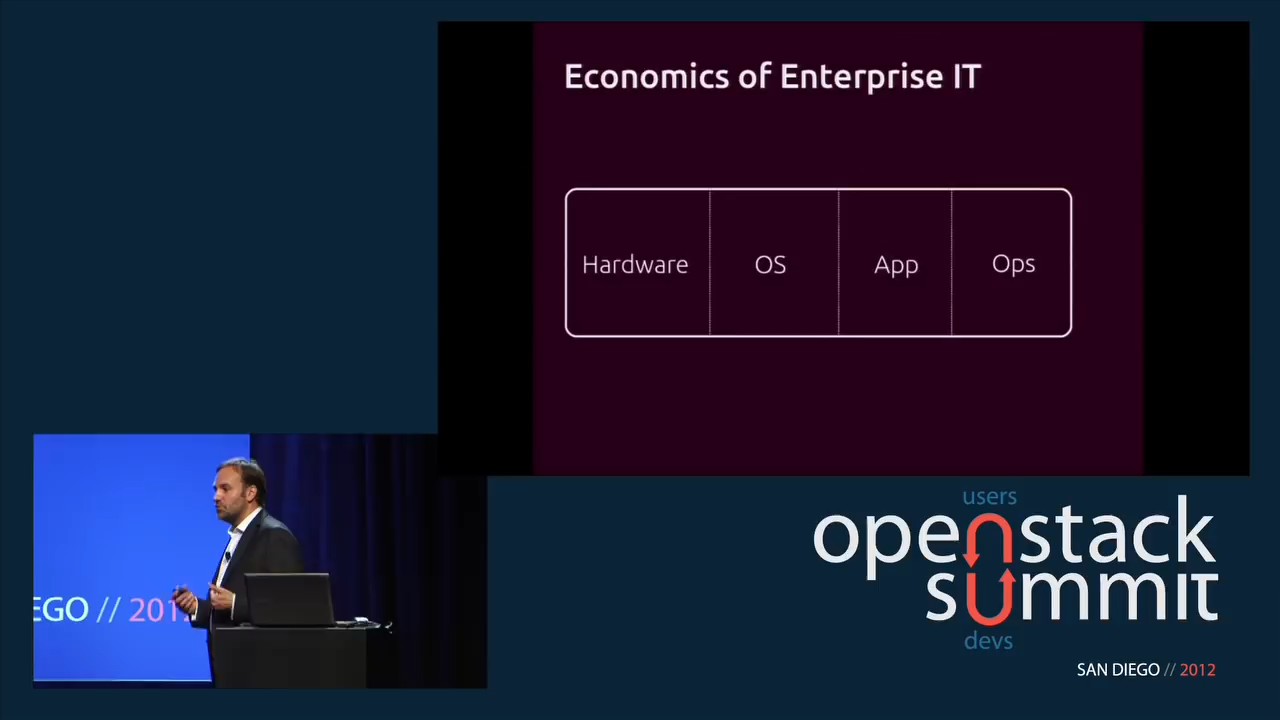 Economics of Enterprise IT
Hardware OS App Ops
EGO // 201
users
openstack
summit
devs
SAN DIEGO // 2012